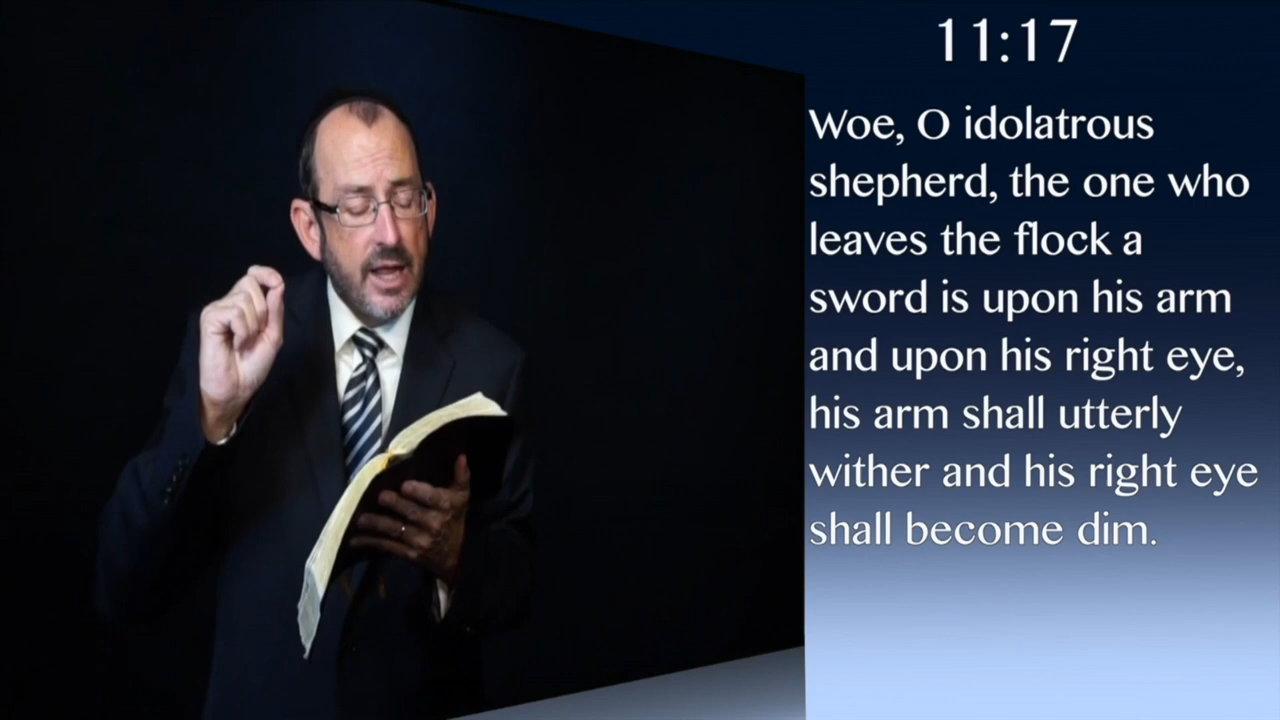 11:17
Woe, O idolatrous
shepherd, the one who
leaves the flock a
sword is upon his arm
and upon his right eye,
his arm shall utterly
wither and his right eye
shall become dim.